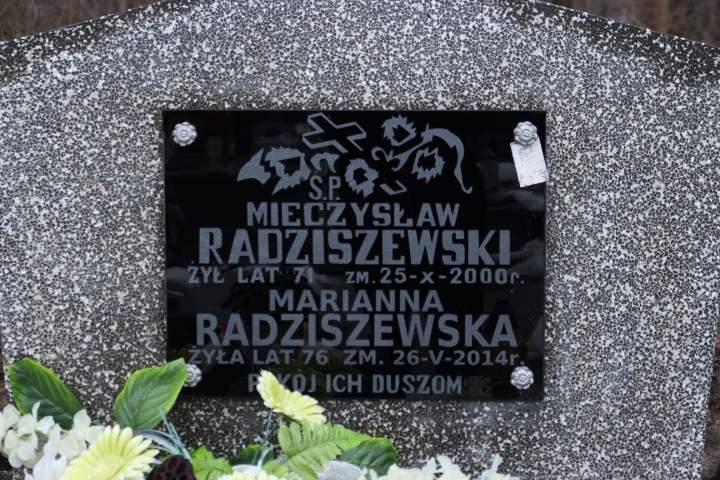 Ś.P.
MIECZYSŁAW
RADZISZEWSKI
ŻYŁ LAT 71 ZM. 25-X-2000r.
MARIANNA
RADZISZEWSKA
ŻYŁA LAT 76 ZM. 26-V-2014r.
POKÓJ ICH DUSZOM